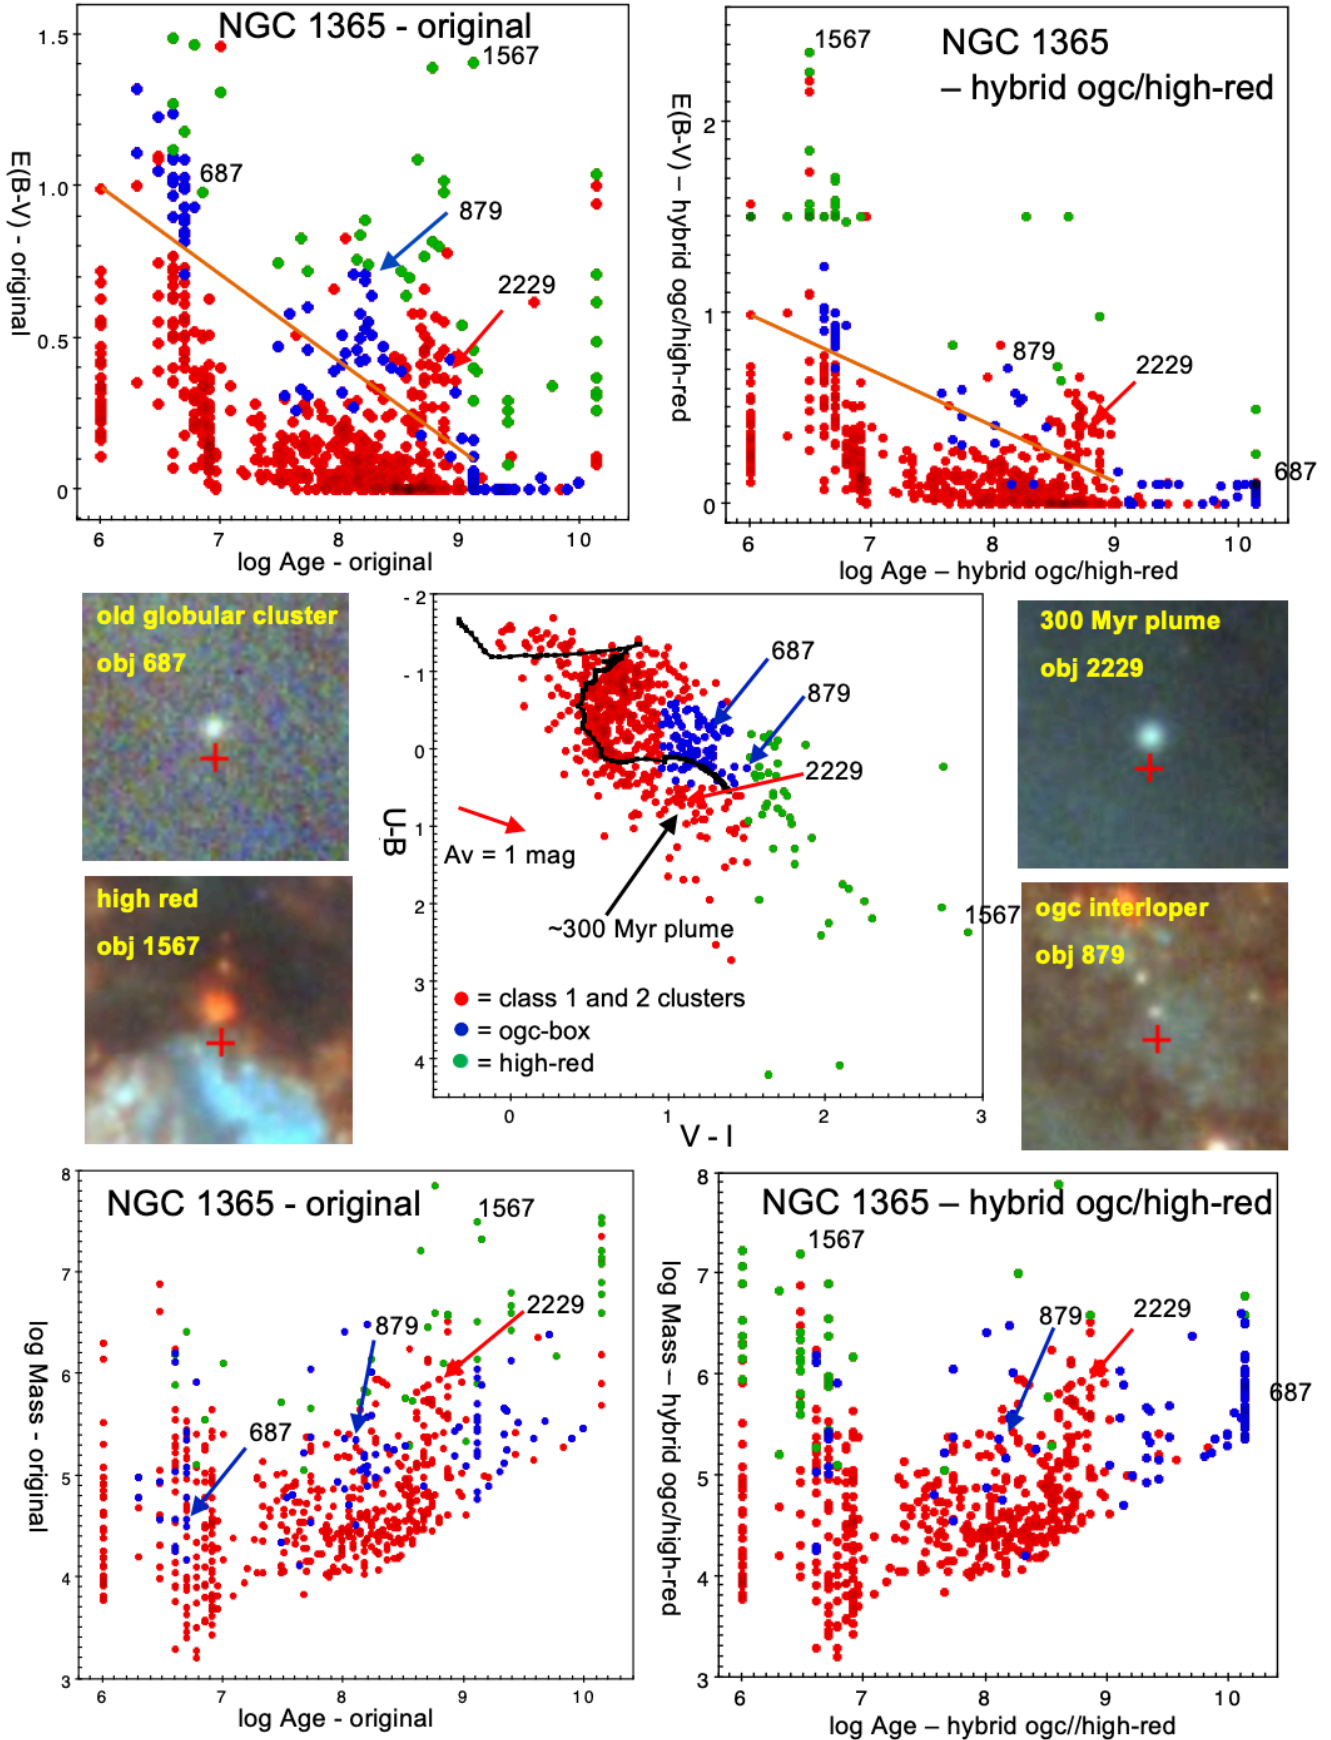 NGC 1365 - original
1567
687
879
2229
1.5
1.0
0.5
0
E(B-V) - original
6
7
8
9
10
log Age - original
NGC 1365
– hybrid ogc/high-red
1567
879
2229
687
2
1
0
E(B-V) – hybrid ogc/high-red
6
7
8
9
10
log Age – hybrid ogc/high-red
old globular cluster
obj 687
high red
obj 1567
- 2
- 1
0
1
2
3
4
U-B
687
879
2229
Av = 1 mag
~300 Myr plume
1567
= class 1 and 2 clusters
= ogc-box
= high-red
0
1
2
3
V - I
300 Myr plume
obj 2229
ogc interloper
obj 879
NGC 1365 - original
1567
879
2229
687
8
7
6
5
4
3
log Mass - original
6
7
8
9
10
log Age - original
NGC 1365 – hybrid ogc/high-red
1567
879
2229
687
8
7
6
5
4
3
log Mass – hybrid ogc/high-red
6
7
8
9
10
log Age – hybrid ogc//high-red